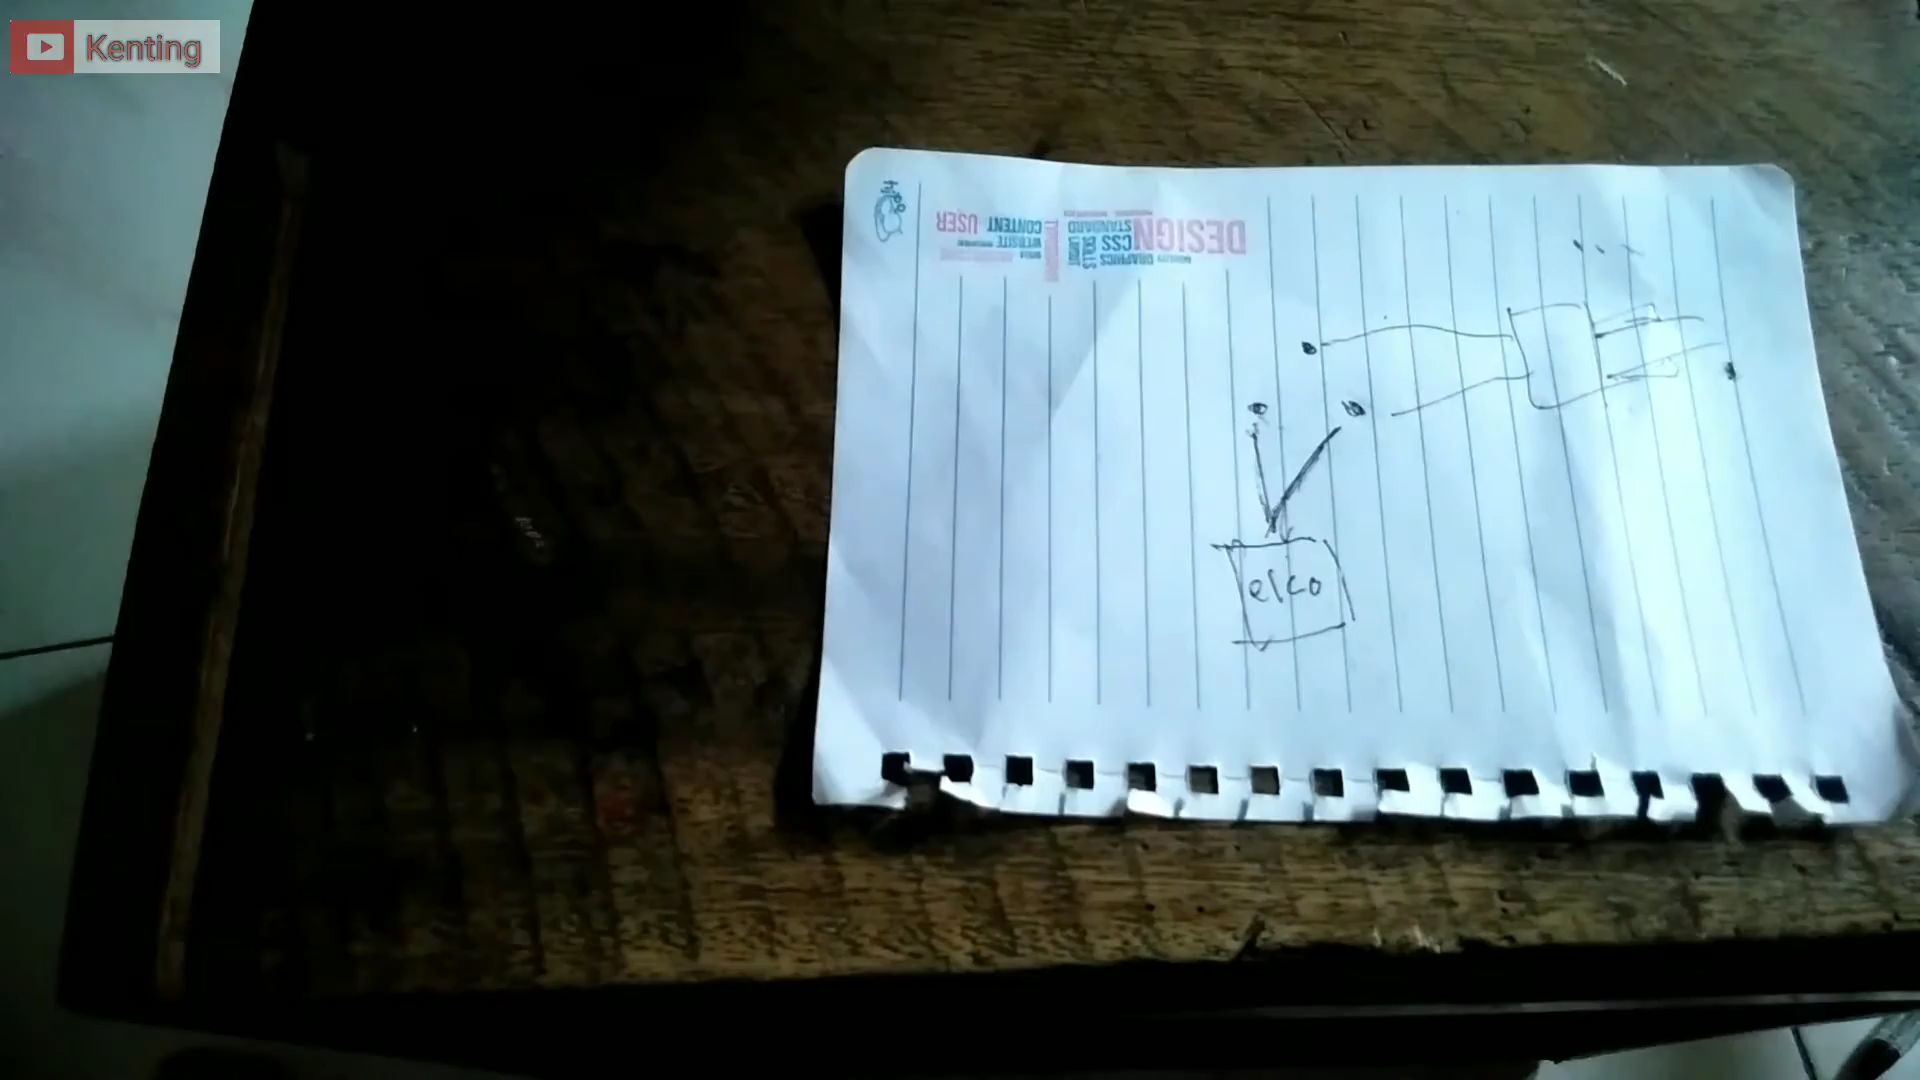 Kenting
USER
CONTENT
WEBSITE
STANDARD
CSS
GRAPHICS
DESIGN
elco